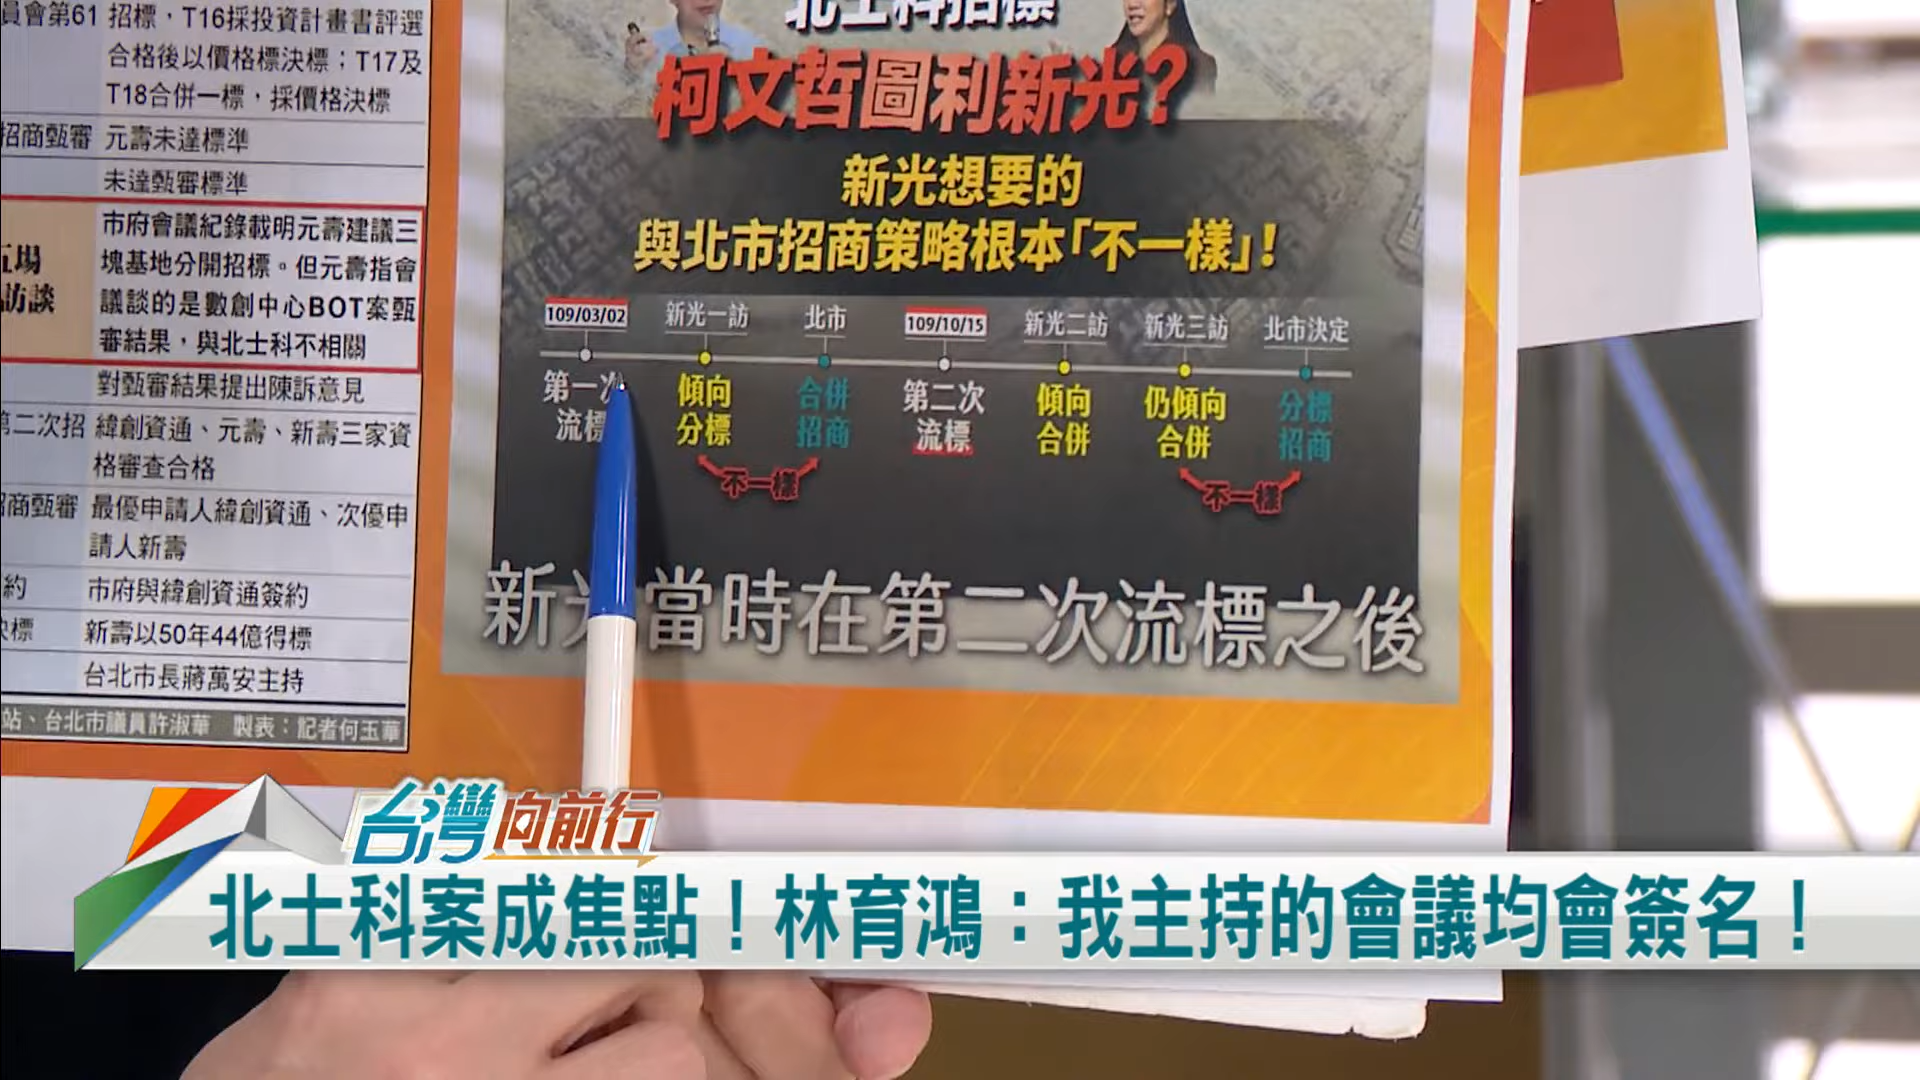 員會第61
招標，T16採投資計畫書評選
合格後以價格標決標；T17及
T18合併一標，採價格決標
招商甄審
元壽未達標準
未達甄審標準
五場
訪談
市府會議紀錄載明元壽建議三
塊基地分開招標。但元壽指會
議談的是數創中心BOT案甄
審結果，與北士科不相關
對甄審結果提出陳訴意見
第二次招
緯創資通、元壽、新壽三家資
格審查合格
招商甄審
最優申請人緯創資通、次優申
請人新壽
約
市府與緯創資通簽約
決標
新壽以50年44億得標
台北市長蔣萬安主持
站、台北市議員許淑華 製表：記者何玉華
北士科招標
柯文哲圖利新光？
新光想要的
與北市招商策略根本「不一樣」！
109/03/02
新光一訪
北市
109/10/15
新光二訪
新光三訪
北市決定
第一次
流標
傾向
分標
合併
招商
第二次
流標
傾向
合併
仍傾向
合併
分標
招商
不一樣
不一樣
新光當時在第二次流標之後
台灣向前行
北士科案成焦點！林育鴻：我主持的會議均會簽名！